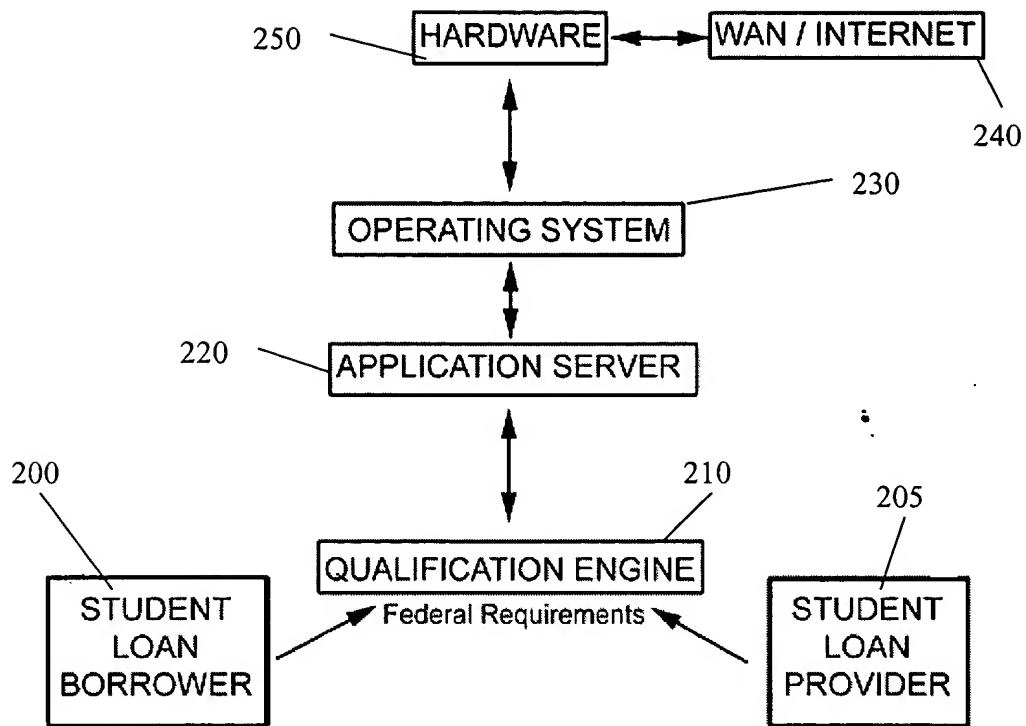 250
HARDWARE
WAN / INTERNET
240
230
OPERATING SYSTEM
220
APPLICATION SERVER
200
210
205
QUALIFICATION ENGINE
Federal Requirements
STUDENT
LOAN
BORROWER
STUDENT
LOAN
PROVIDER